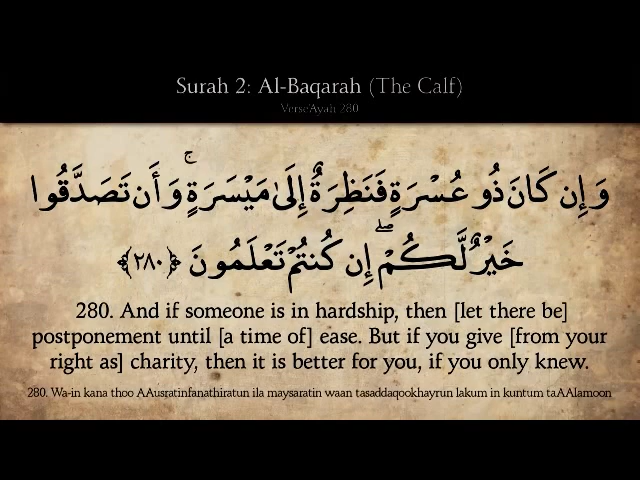 Surah 2: Al-Baqarah (The Calf)
Verse\Ayah 280
وَإِن كَانَ ذُو عُسْرَةٍ فَنَظِرَةٌ إِلَىٰ مَيْسَرَةٍ ۚ وَأَن تَصَدَّقُوا
خَيْرٌ لَّكُمْ ۖ إِن كُنتُمْ تَعْلَمُونَ ﴿٢٨٠﴾
280. And if someone is in hardship, then [let there be]
postponement until [a time of] ease. But if you give [from your
right as] charity, then it is better for you, if you only knew.
280. Wa-in kana thoo AAusratinfanathiratun ila maysaratin waan tasaddaqookhayrun lakum in kuntum taAAlamoon